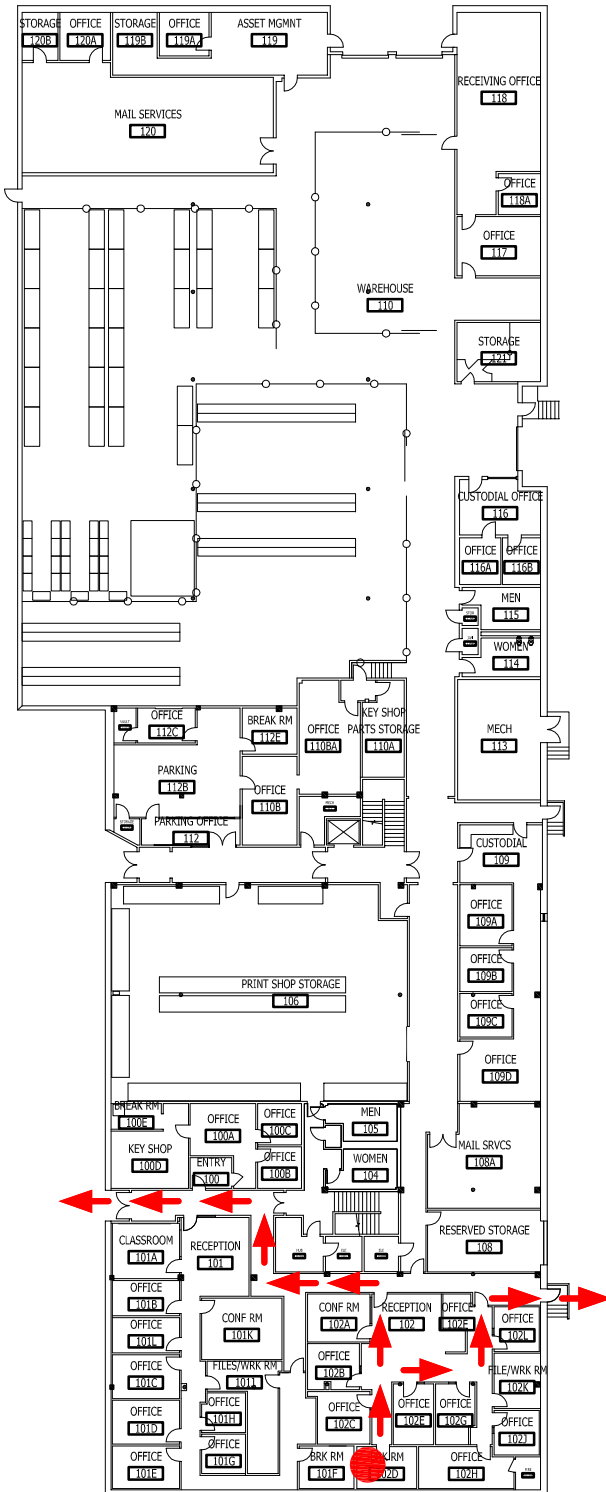 STORAGE
120B
OFFICE
120A
STORAGE
119B
OFFICE
119A
ASSET MGMNT
119
RECEIVING OFFICE
118
MAIL SERVICES
120
OFFICE
118A
OFFICE
117
WAREHOUSE
110
STORAGE
121
CUSTODIAL OFFICE
116
OFFICE
116A
OFFICE
116B
MEN
115
WOMEN
114
OFFICE
112C
BREAK RM
112E
OFFICE
110BA
KEY SHOP
PARTS STORAGE
110A
MECH
113
PARKING
112B
OFFICE
110B
PARKING OFFICE
112
CUSTODIAL
109
OFFICE
109A
OFFICE
109B
PRINT SHOP STORAGE
106
OFFICE
109C
OFFICE
109D
BREAK RM
100E
OFFICE
100A
OFFICE
100C
MEN
105
KEY SHOP
100D
ENTRY
100
OFFICE
100B
WOMEN
104
MAIL SRVCS
108A
CLASSROOM
101A
RECEPTION
101
RESERVED STORAGE
108
OFFICE
101B
OFFICE
101L
CONF RM
101K
CONF RM
102A
RECEPTION
102
OFFICE
102F
OFFICE
102L
OFFICE
101C
FILES/WRK RM
OFFICE
102B
FILE/WRK RM
102K
OFFICE
101D
OFFICE
101H
OFFICE
102C
OFFICE
102E
OFFICE
102G
OFFICE
102J
OFFICE
101E
OFFICE
101G
BRK RM
101F
RM
102D
OFFICE
102H